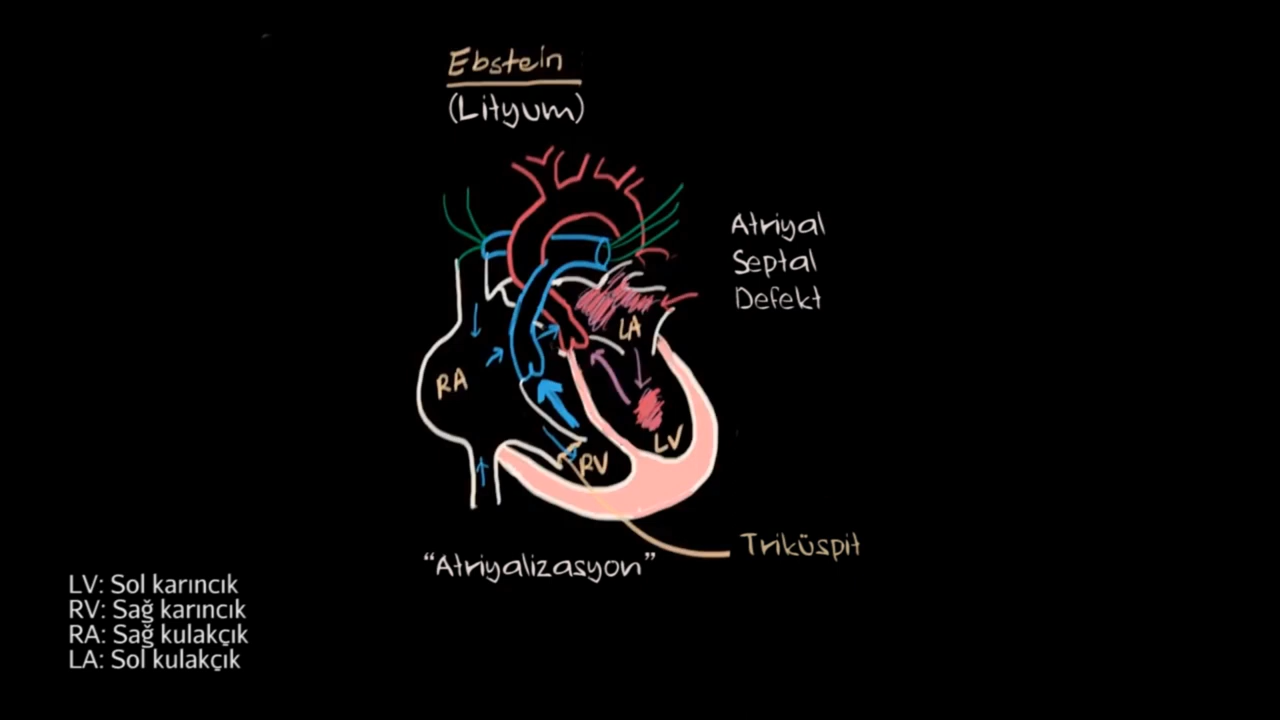 Ebstein
(Lityum)
Atriyal
Septal
Defekt
LA
RA
LV
RV
Triküspit
“Atriyalizasyon”
LV: Sol karıncık
RV: Sağ karıncık
RA: Sağ kulakçık
LA: Sol kulakçık